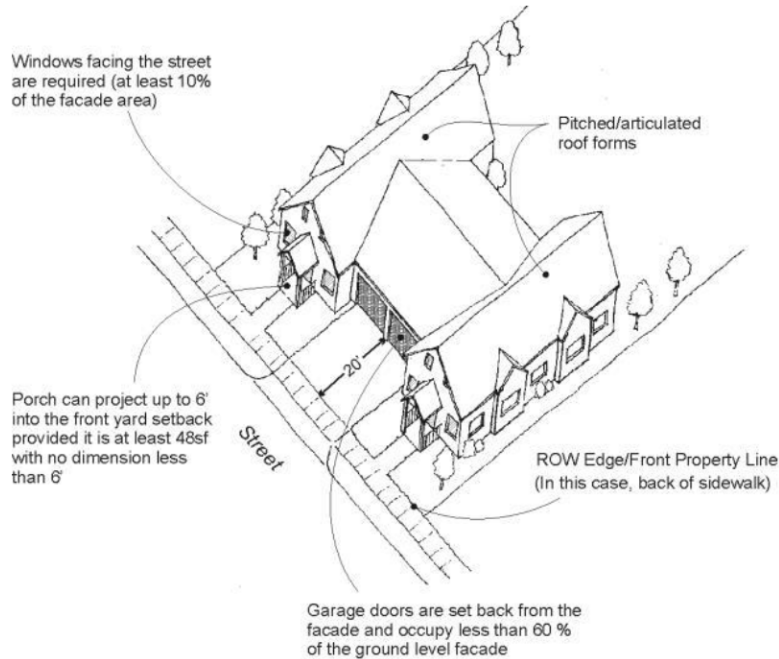 Windows facing the street
are required (at least 10%
of the facade area)
Pitched/articulated
roof forms
20'
Porch can project up to 6'
into the front yard setback
provided it is at least 48sf
with no dimension less
than 6'
Street
ROW Edge/Front Property Line
(In this case, back of sidewalk)
Garage doors are set back from the
facade and occupy less than 60 %
of the ground level facade